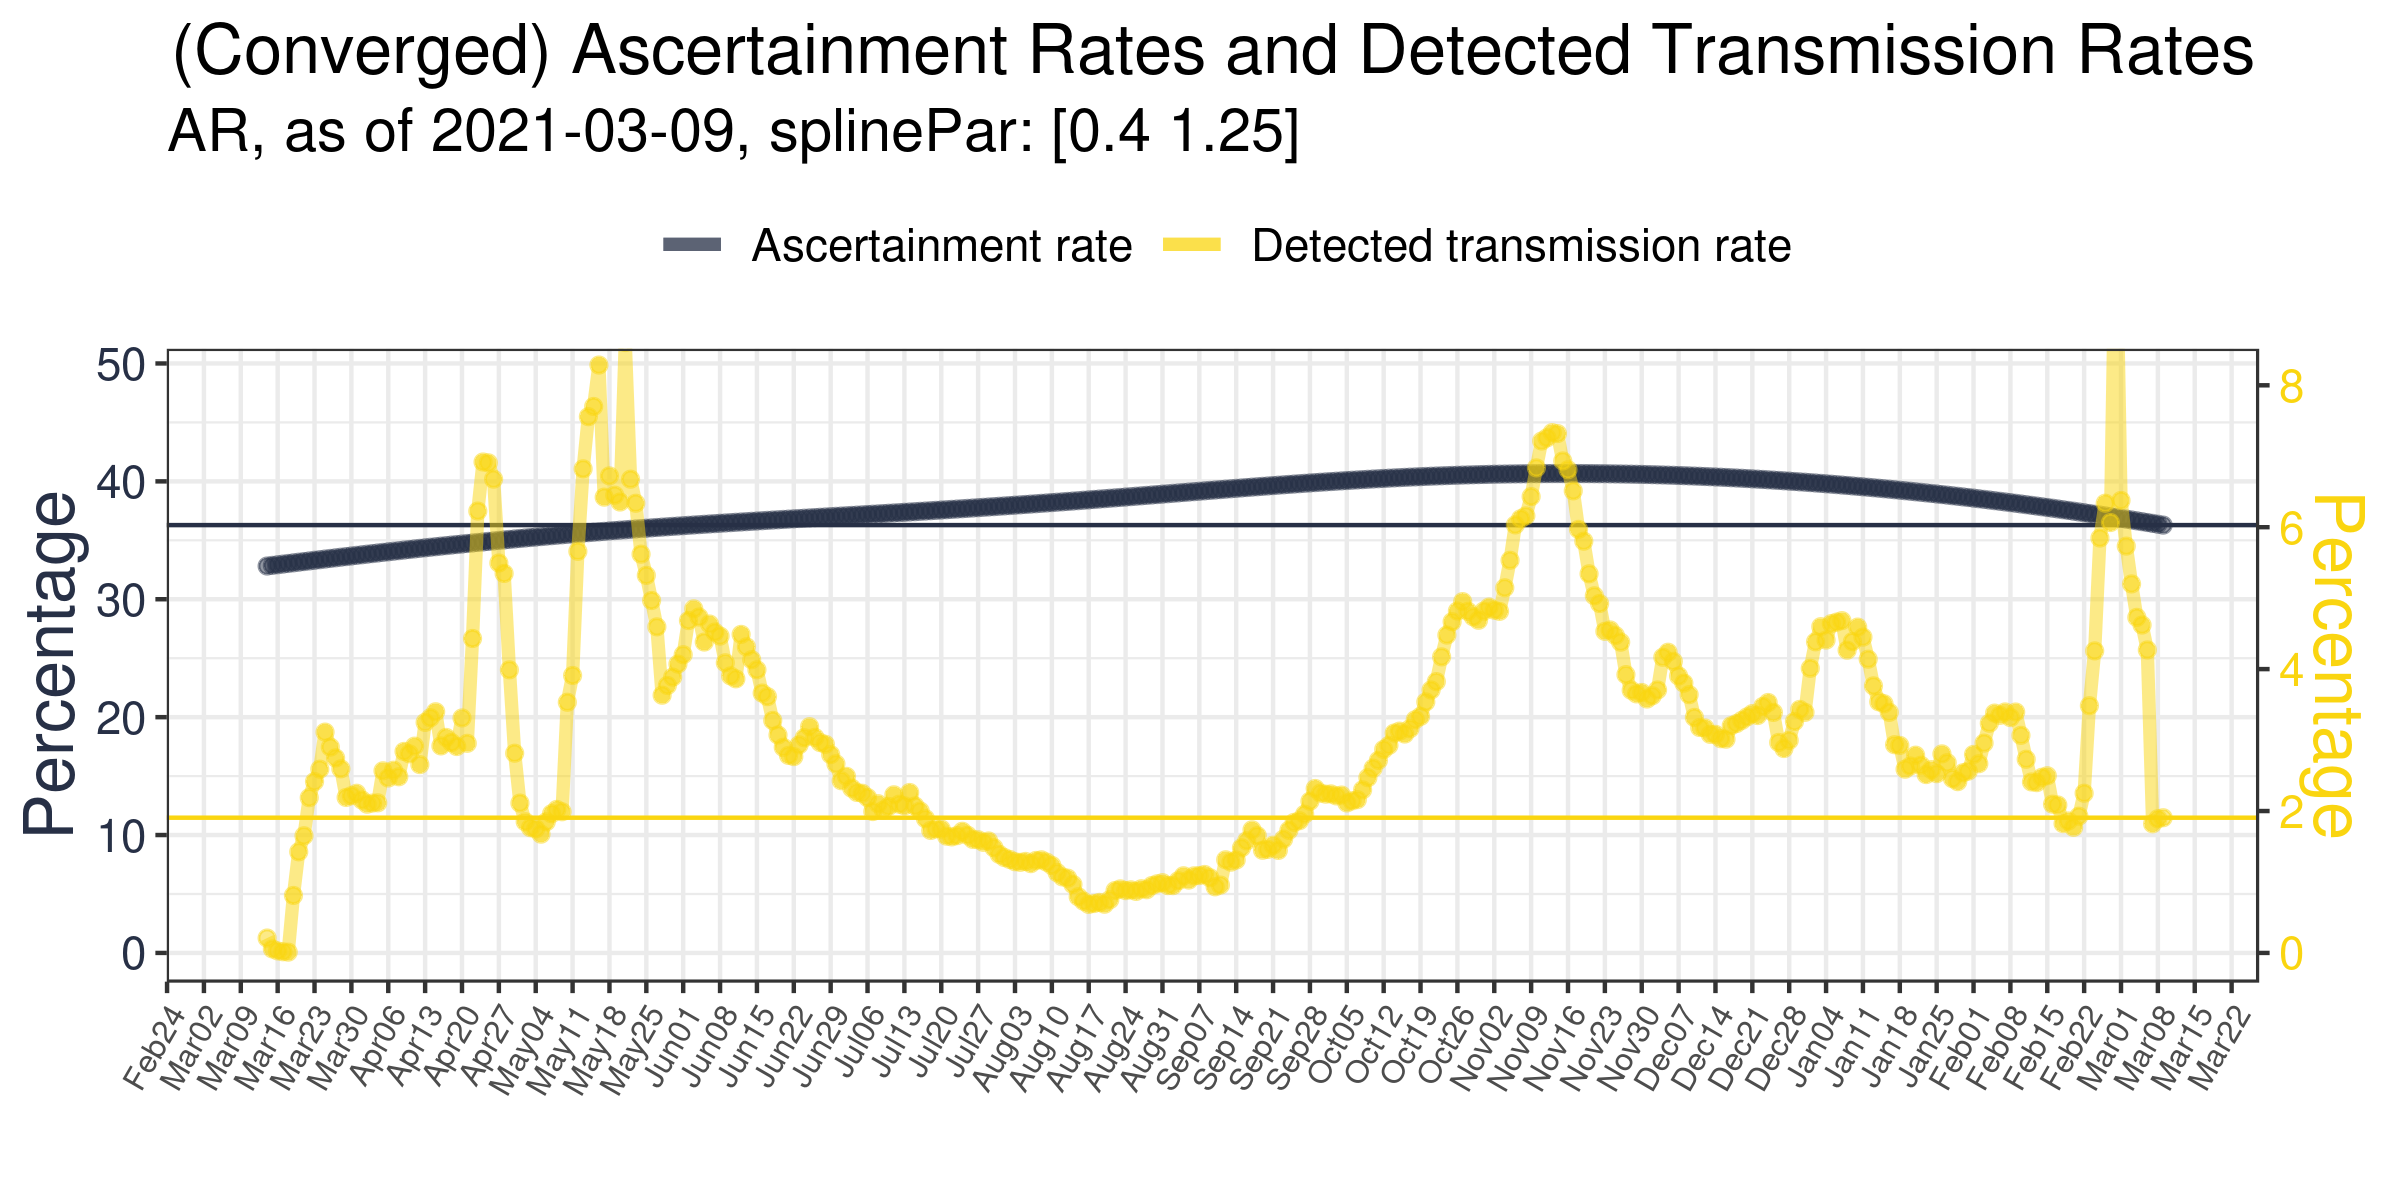 (Converged) Ascertainment Rates and Detected Transmission Rates
AR, as of 2021-03-09, splinePar: [0.4 1.25]
Ascertainment rate
Detected transmission rate
Percentage
50
40
30
20
10
0
8
6
4
2
0
Percentage
Feb24
Mar02
Mar09
Mar16
Mar23
Mar30
Apr06
Apr13
Apr20
Apr27
May04
May11
May18
May25
Jun01
Jun08
Jun15
Jun22
Jun29
Jul06
Jul13
Jul20
Jul27
Aug03
Aug10
Aug17
Aug24
Aug31
Sep07
Sep14
Sep21
Sep28
Oct05
Oct12
Oct19
Oct26
Nov02
Nov09
Nov16
Nov23
Nov30
Dec07
Dec14
Dec21
Dec28
Jan04
Jan11
Jan18
Jan25
Feb01
Feb08
Feb15
Feb22
Mar01
Mar08
Mar15
Mar22